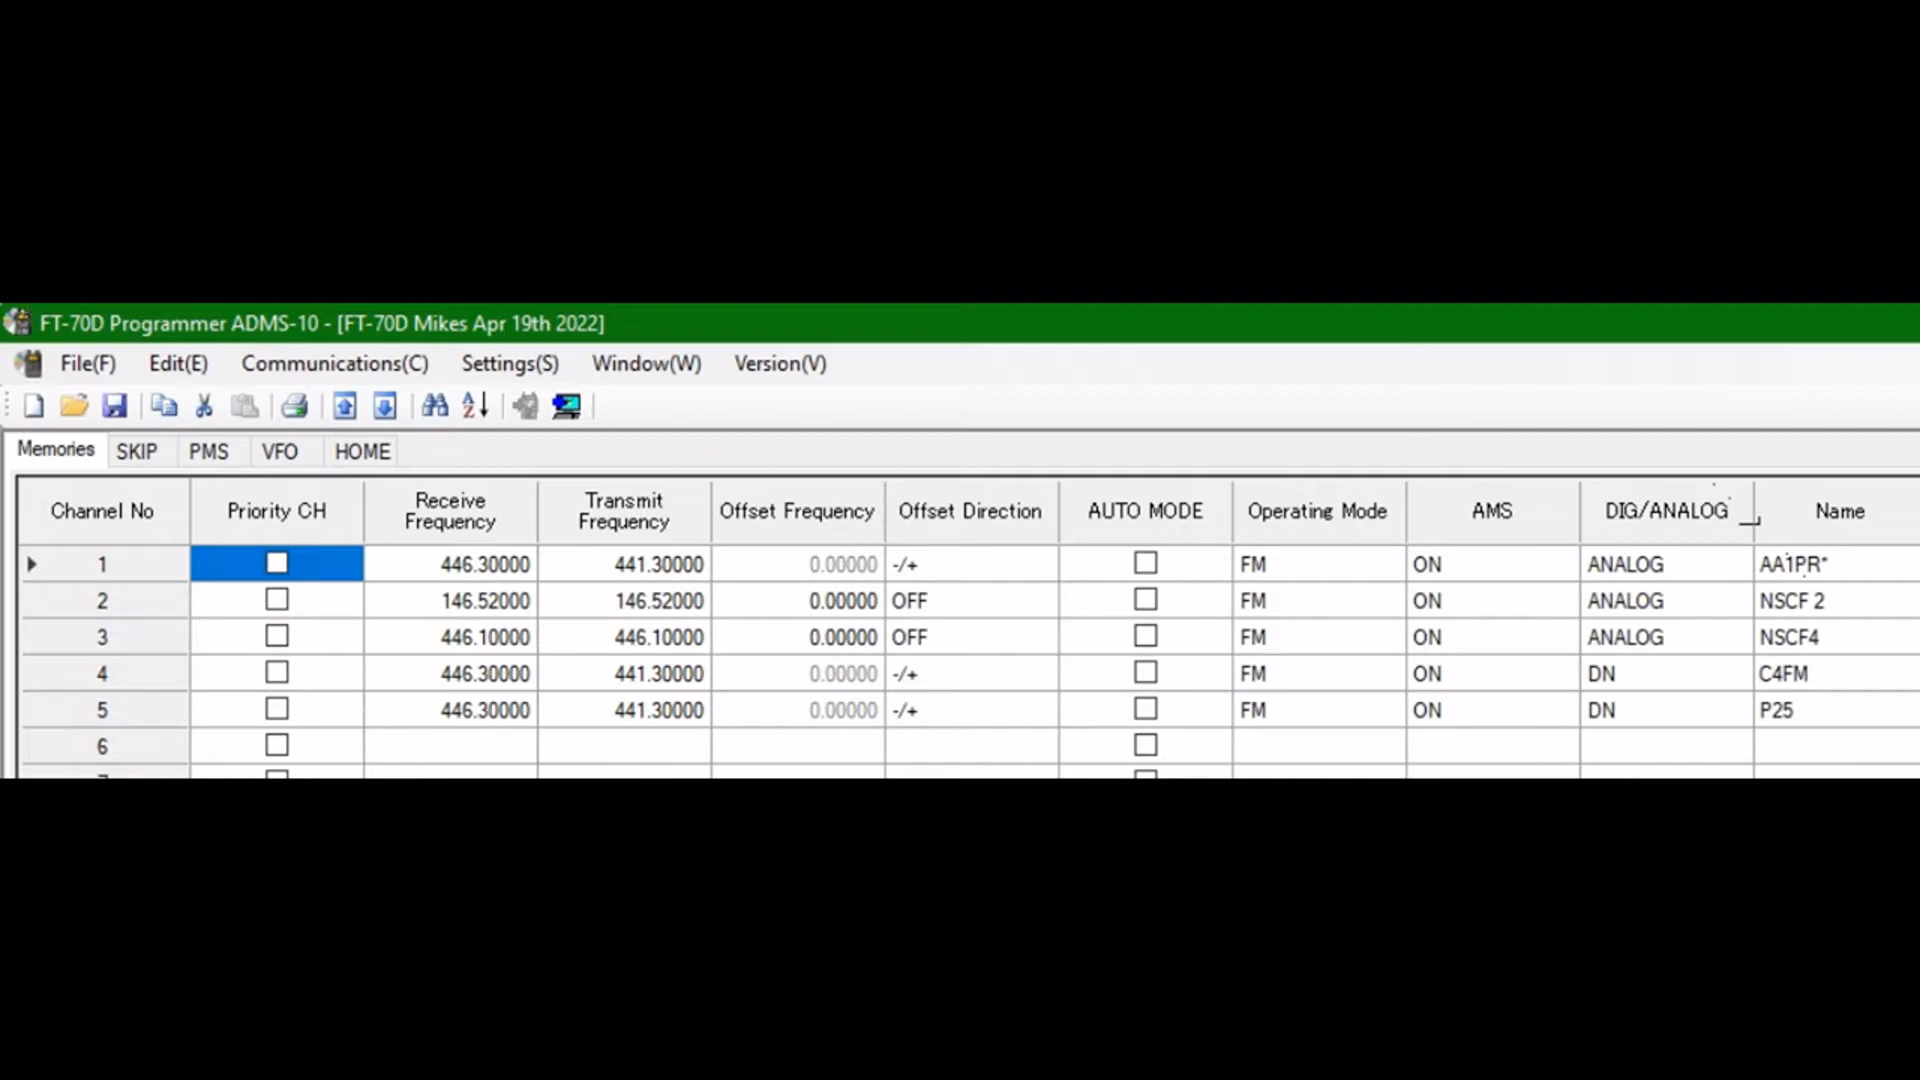 FT-70D Programmer ADMS-10 - [FT-70D Mikes Apr 19th 2022]
File(F) Edit(E) Communications(C) Settings(S) Window(W) Version(V)
Memories SKIP PMS VFO HOME
Channel No Priority CH Receive Frequency Transmit Frequency Offset Frequency Offset Direction AUTO MODE Operating Mode AMS DIG/ANALOG Name
1 446.30000 441.30000 0.00000 -/+ FM ON ANALOG AA1PR*
2 146.52000 146.52000 0.00000 OFF FM ON ANALOG NSCF 2
3 446.10000 446.10000 0.00000 OFF FM ON ANALOG NSCF4
4 446.30000 441.30000 0.00000 -/+ FM ON DN C4FM
5 446.30000 441.30000 0.00000 -/+ FM ON DN P25
6